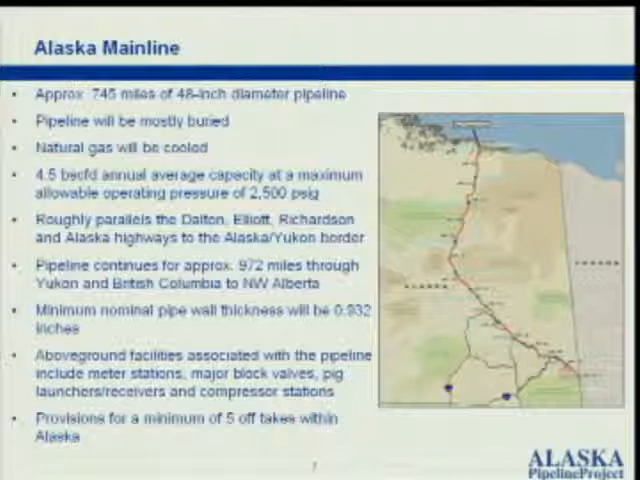 Alaska Mainline
• Approx. 745 miles of 48-inch diameter pipeline
• Pipeline will be mostly buried
• Natural gas will be cooled
• 4.5 bscfd annual average capacity at a maximum
allowable operating pressure of 2,500 psig
• Roughly parallels the Dalton, Elliott, Richardson
and Alaska highways to the Alaska/Yukon border
• Pipeline continues for approx. 972 miles through
Yukon and British Columbia to NW Alberta
• Minimum nominal pipe wall thickness will be 0.932
inches
• Aboveground facilities associated with the pipeline
include meter stations, major block valves, pig
launchers/receivers and compressor stations
• Provisions for a minimum of 5 off takes within
Alaska
ALASKA
PipelineProject